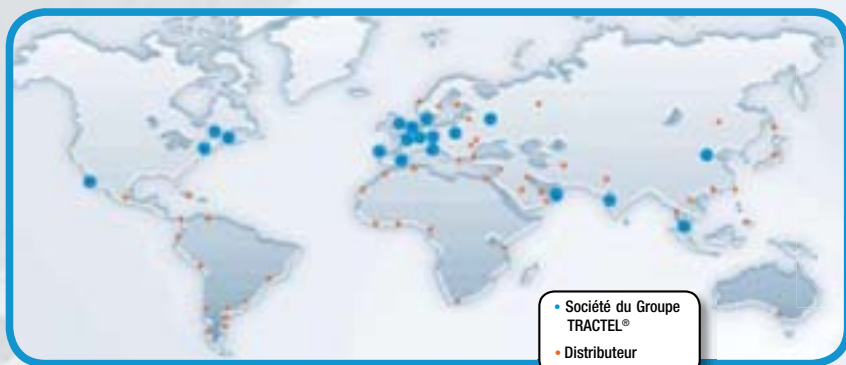 • Société du Groupe
TRACTEL®
• Distributeur